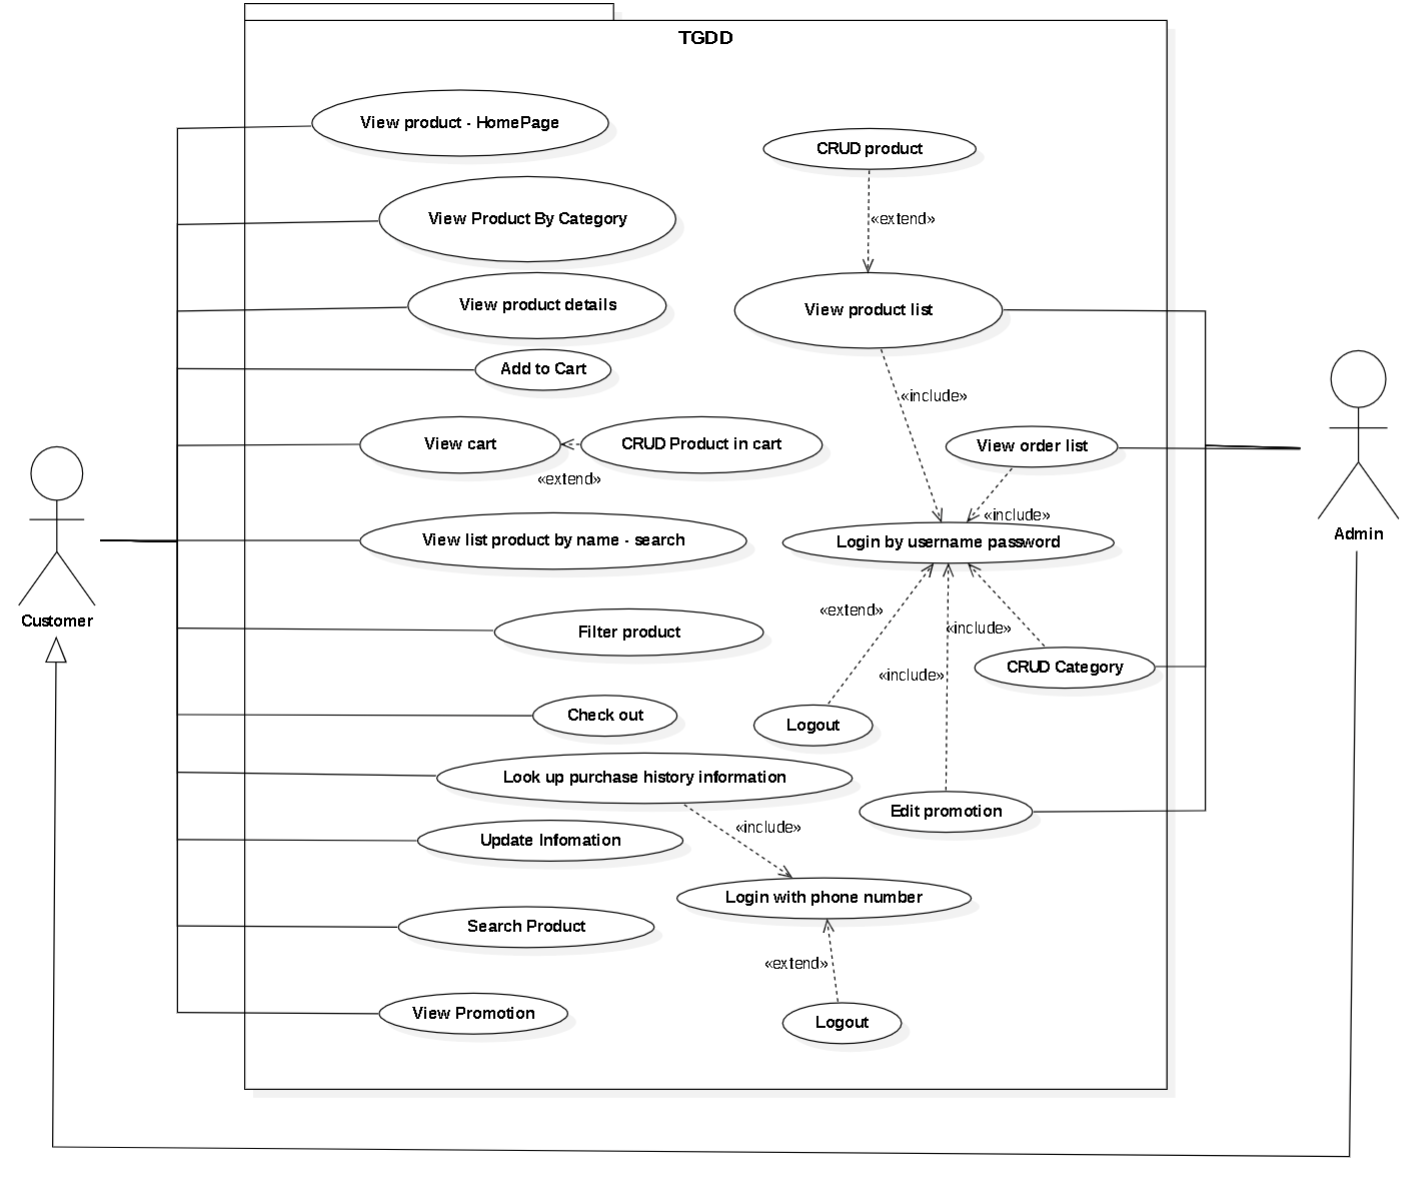 TGDD
View product - HomePage
CRUD product
View Product By Category
«extend»
View product details
View product list
Add to Cart
«include»
View cart
CRUD Product in cart
View order list
«extend»
«include»
View list product by name - search
Login by username password
Admin
Customer
«extend»
«include»
Filter product
CRUD Category
«include»
Check out
Logout
Look up purchase history information
Edit promotion
«include»
Update Infomation
Login with phone number
Search Product
«extend»
View Promotion
Logout